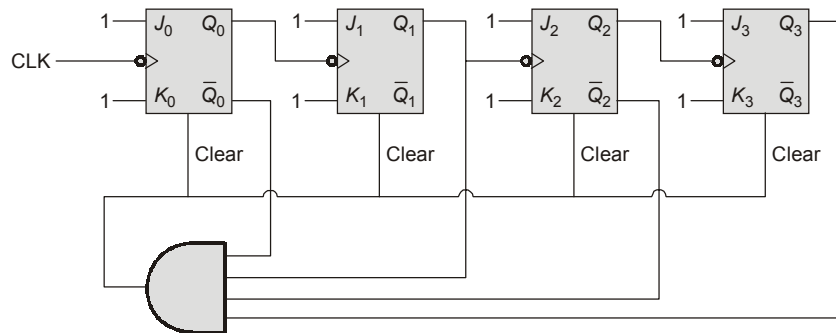 1 J0 Q0 1 J1 Q1 1 J2 Q2 1 J3 Q3
CLK
1 K0 Q̅0 1 K1 Q̅1 1 K2 Q̅2 1 K3 Q̅3
Clear Clear Clear Clear